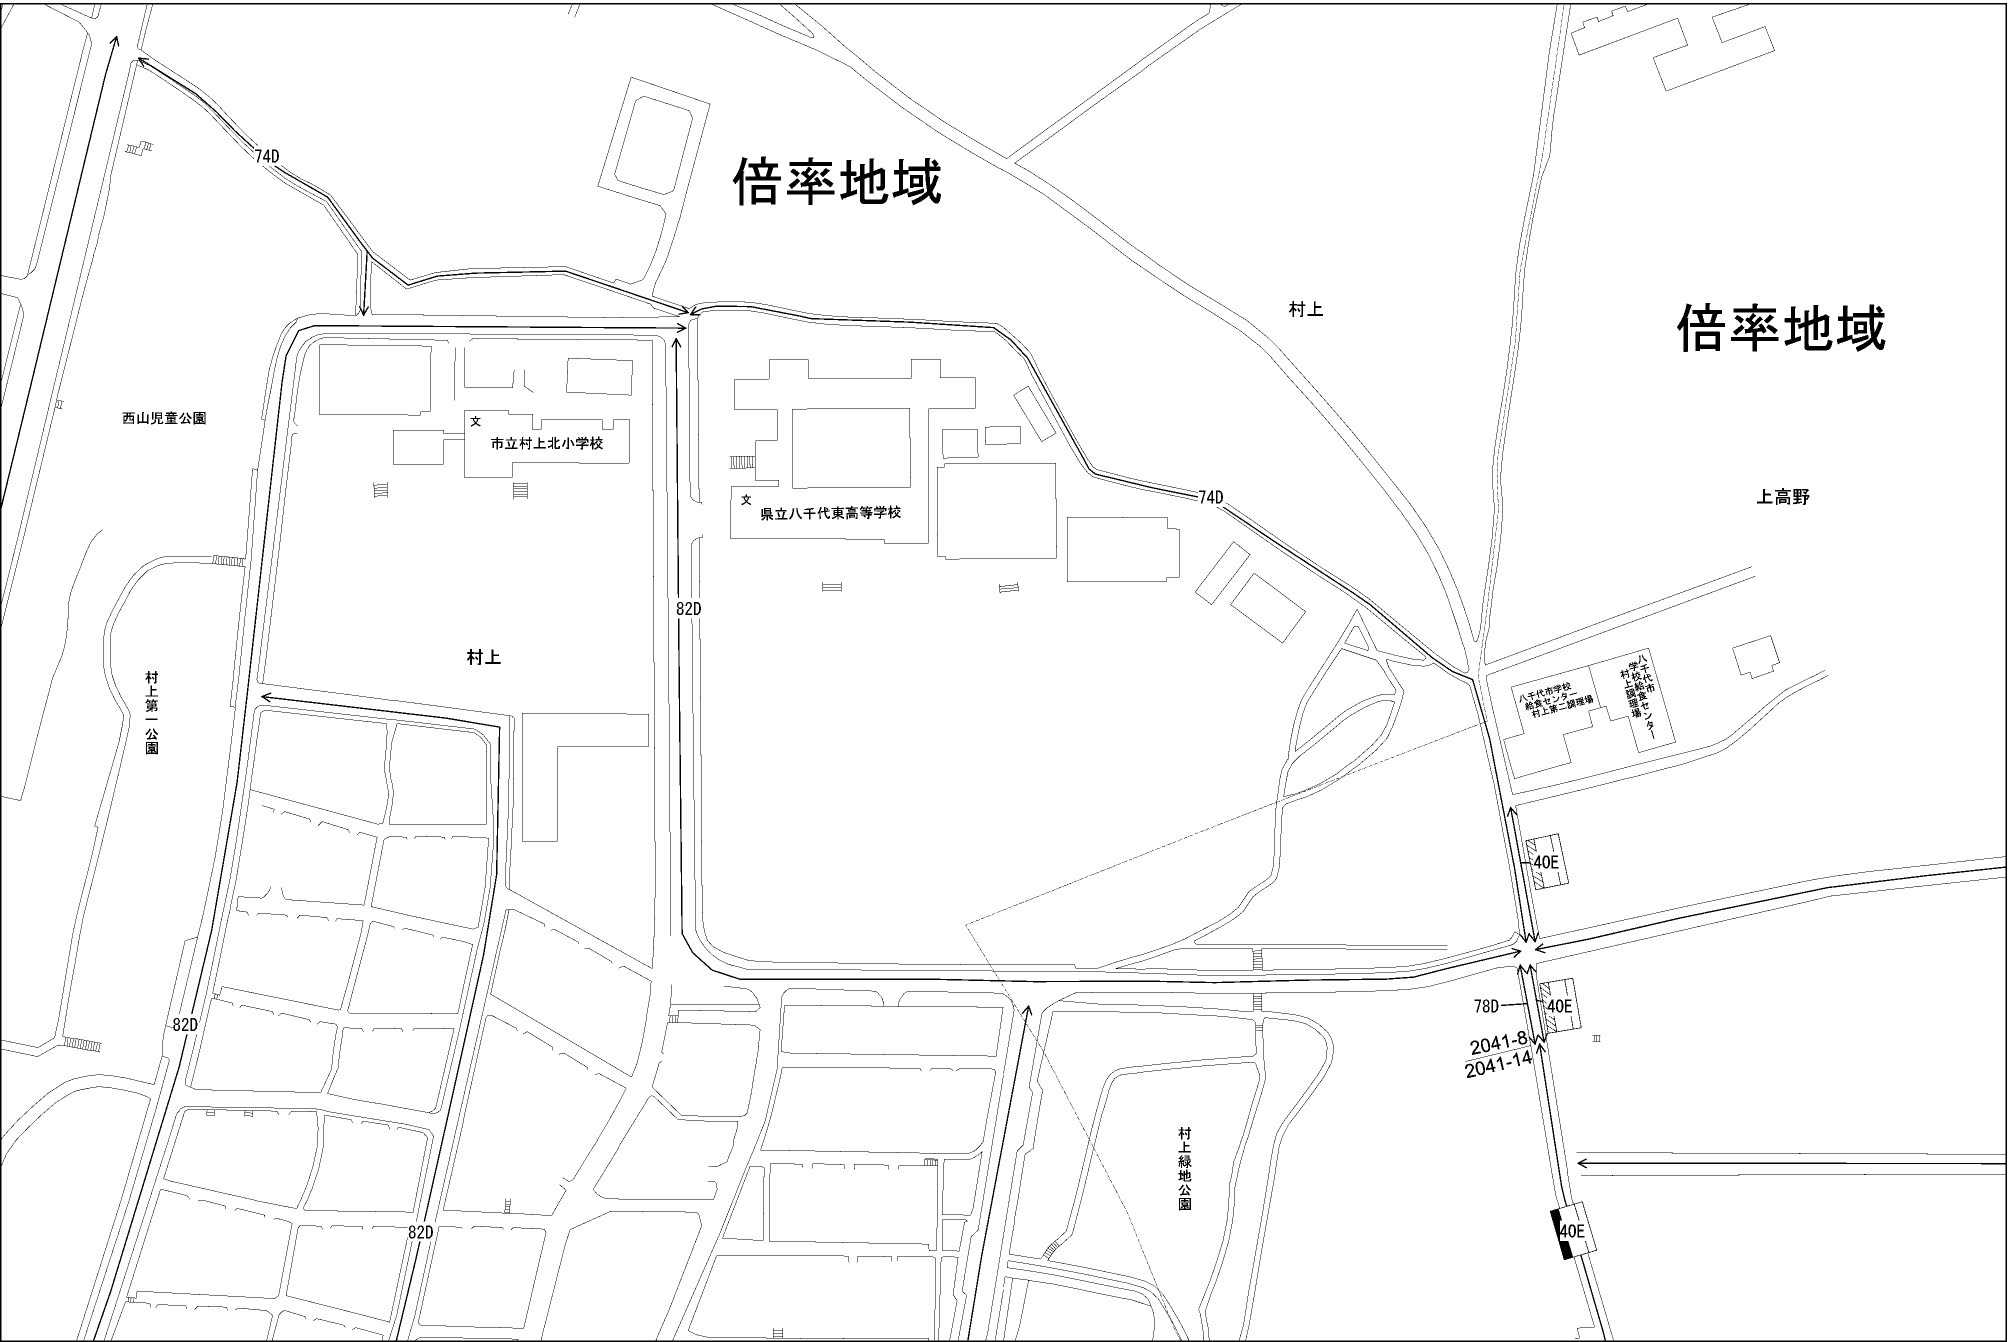 74D
倍率地域
村上
倍率地域
西山児童公園
文
市立村上北小学校
文
県立八千代東高等学校
74D
上高野
82D
村上
村上第一公園
八千代市学校
給食センター
村上第二調理場
八千代市
学校給食センター
村上調理場
40E
78D
40E
2041-8
2041-14
82D
村上緑地公園
82D
40E